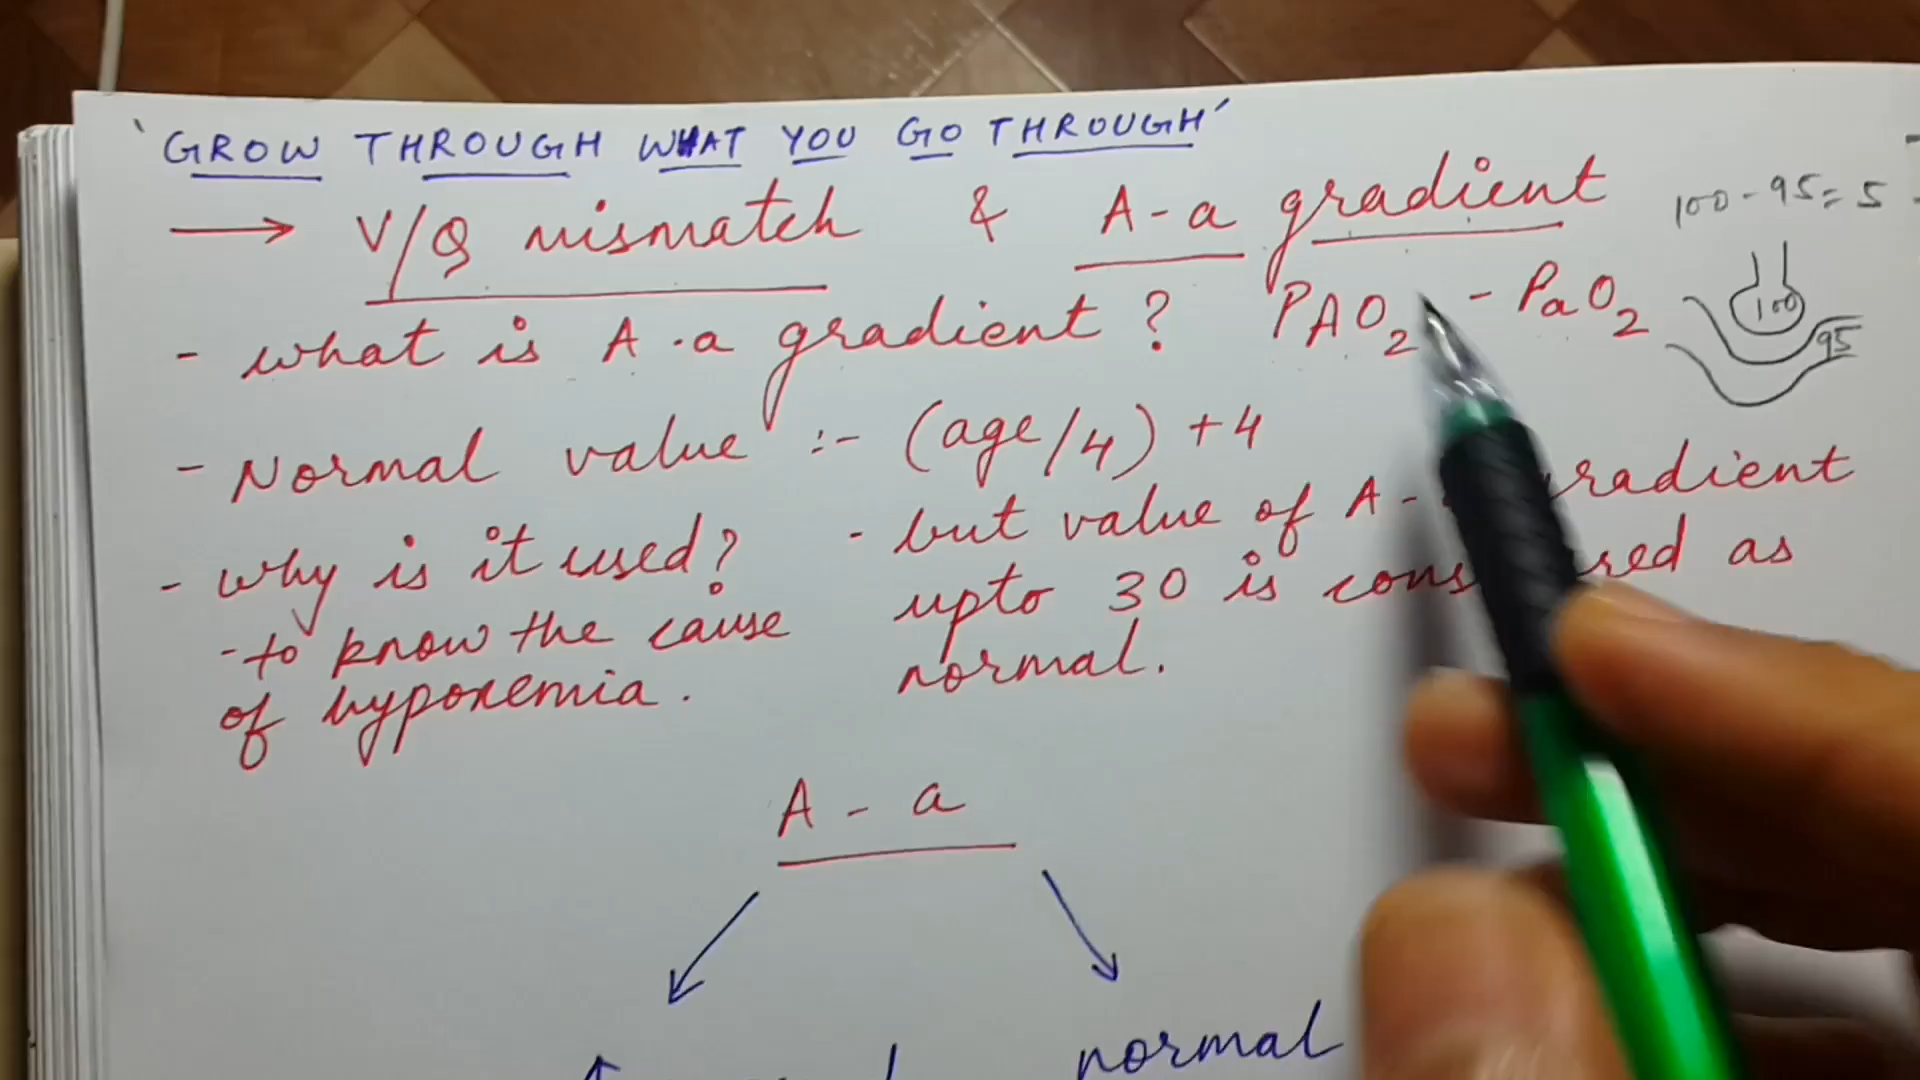 'GROW THROUGH WHAT YOU GO THROUGH'
→ V/Q mismatch & A-a gradient
100-95=5
- what is A-a gradient? PAO₂ - PaO₂
100
95
- Normal value :- (age/4) +4
- why is it used?
- to know the cause
of hypoxemia.
- but value of A- gradient
upto 30 is as
normal.
A - a
↑
normal